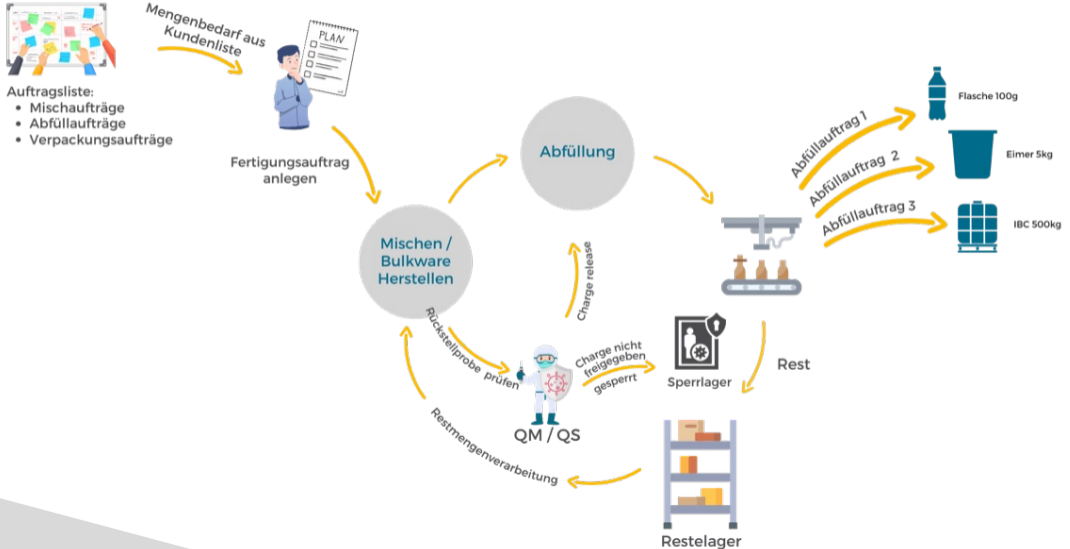 Auftragsliste:
• Mischaufträge
• Abfüllaufträge
• Verpackungsaufträge
Mengenbedarf aus
Kundenliste
PLAN
Fertigungsauftrag
anlegen
Mischen /
Bulkware
Herstellen
Abfüllung
Abfüllauftrag 1
Abfüllauftrag 2
Abfüllauftrag 3
Flasche 100g
Eimer 5kg
IBC 500kg
Rückstellprobe prüfen
QM / QS
Charge release
Charge nicht
freigegeben
gesperrt
Sperrlager
Rest
Restelager
Restmengenverarbeitung